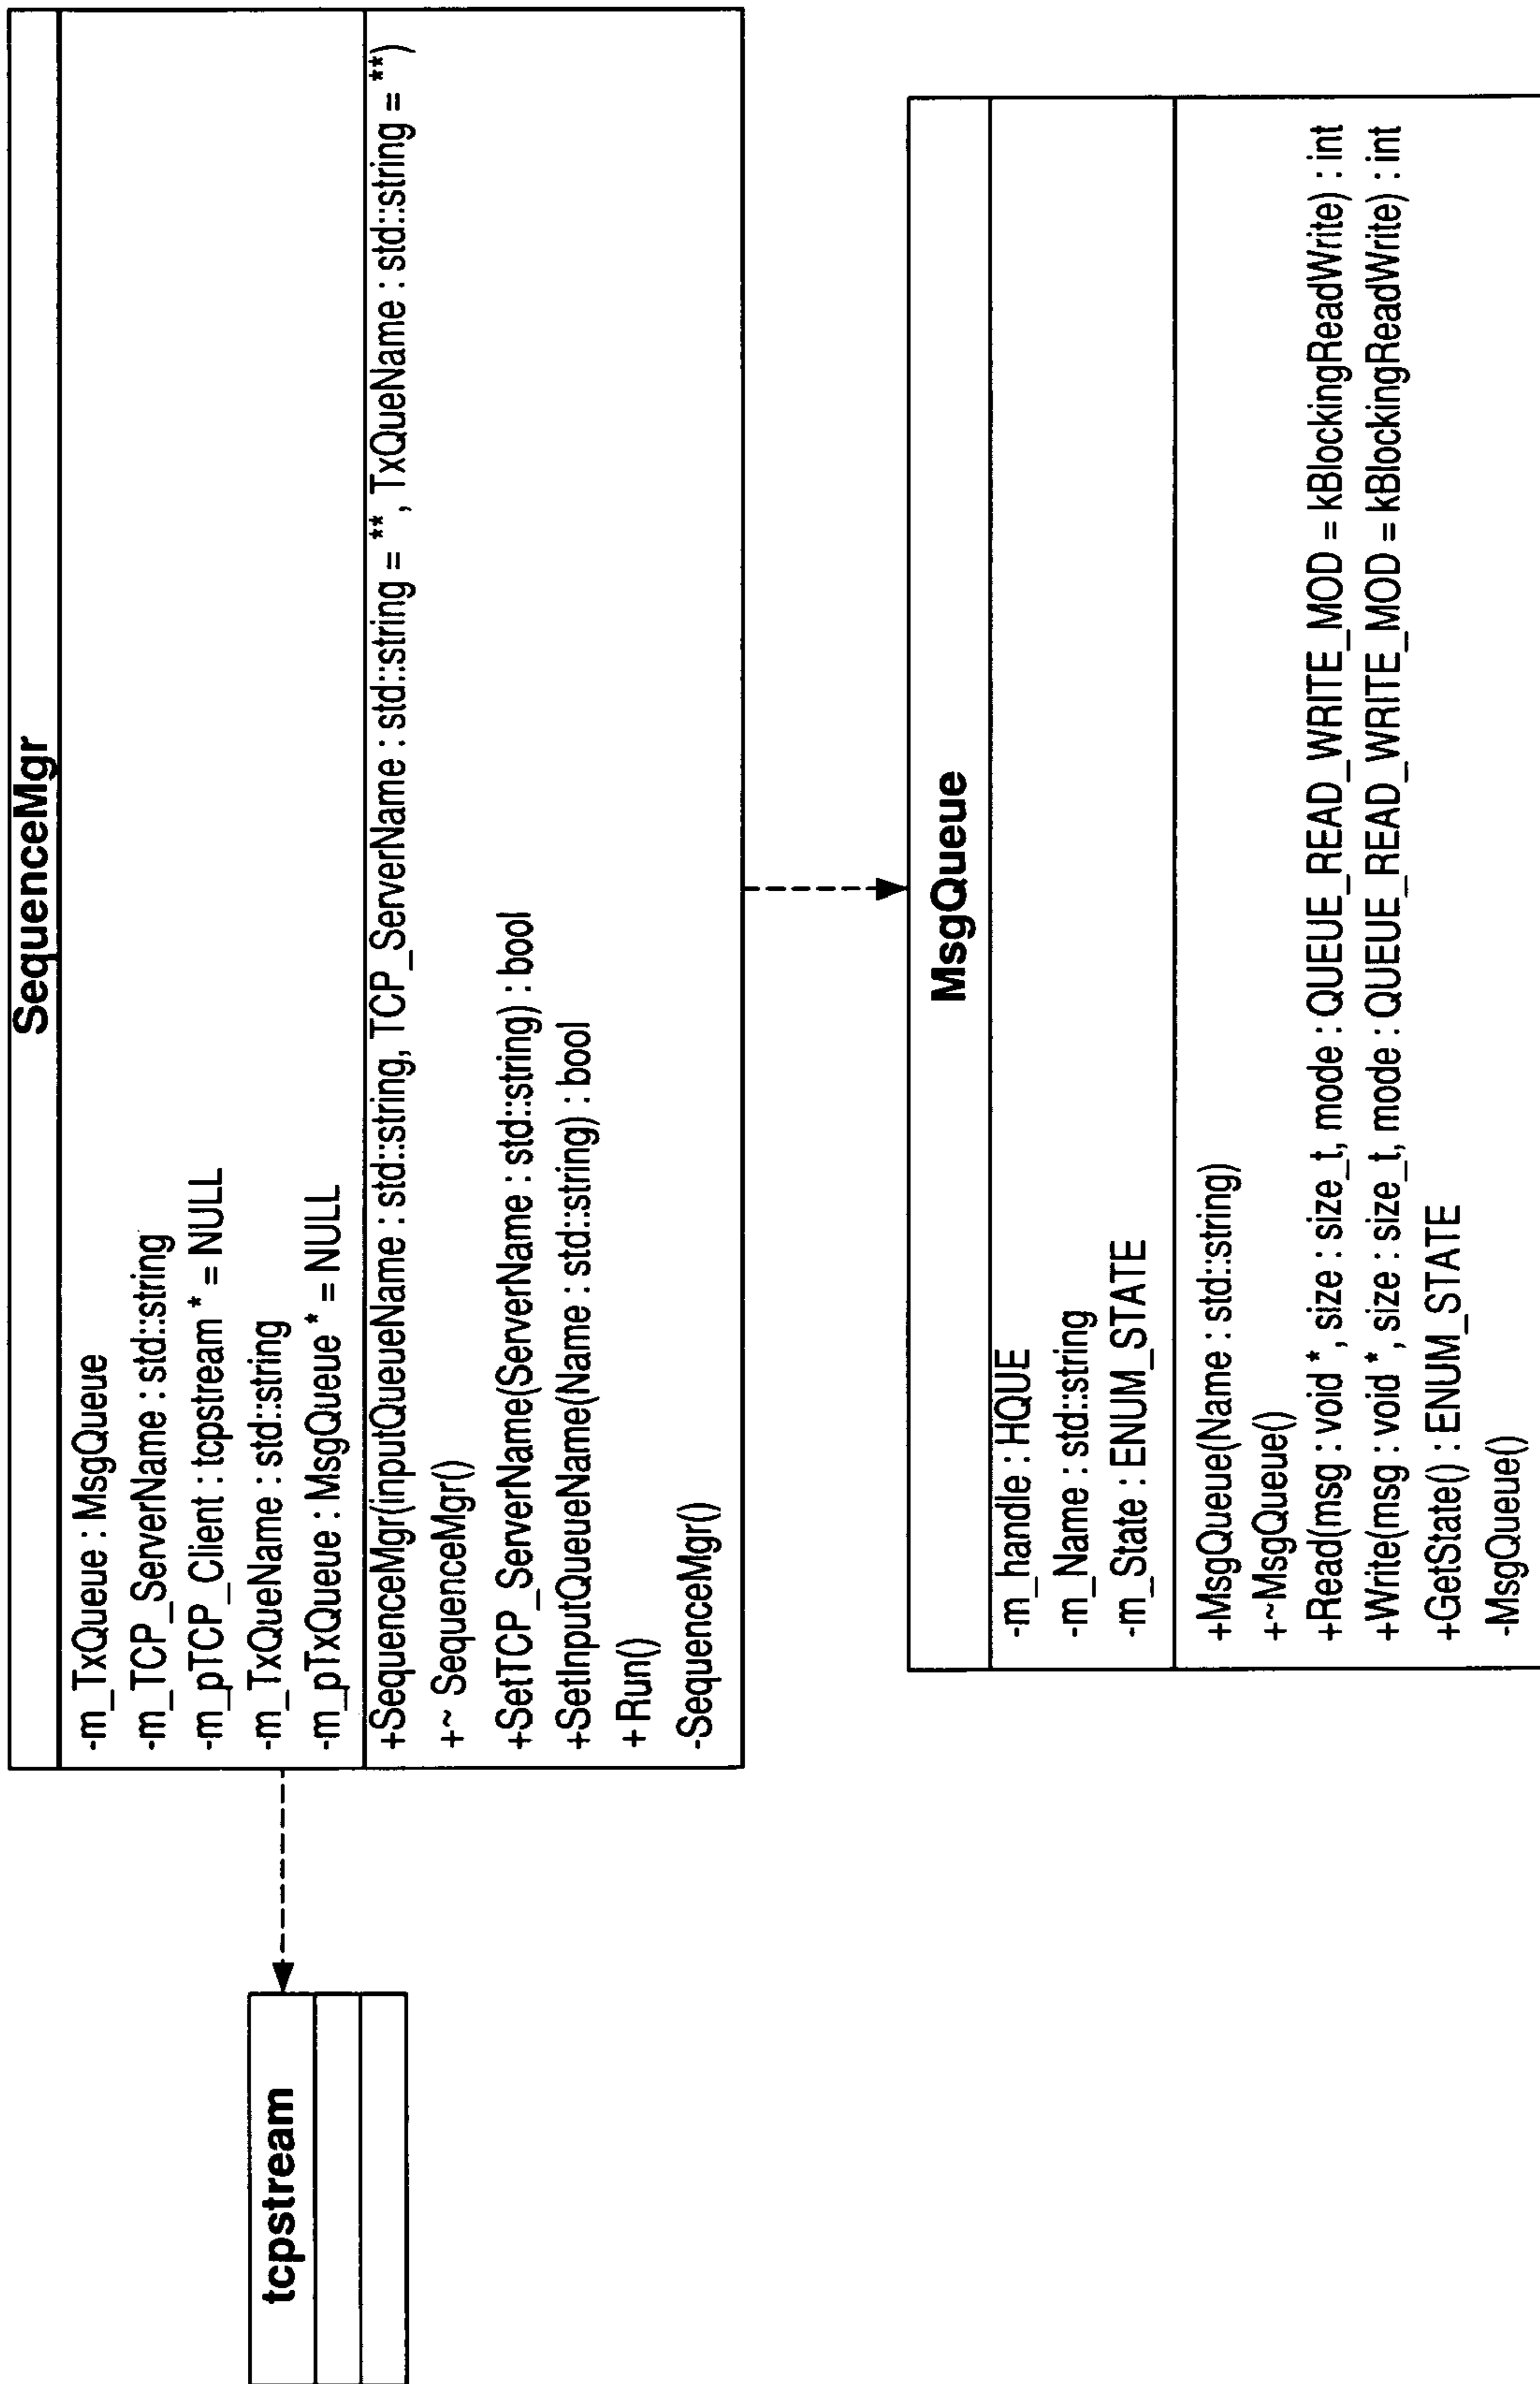 SequenceMgr
-m_TxQueue : MsgQueue
-m_TCP_ServerName : std::string
-m_pTCP_Client : tcpstream * = NULL
-m_TxQueName : std::string
-m_pTxQueue : MsgQueue * = NULL
+SequenceMgr(inputQueueName : std::string, TCP_ServerName : std::string = ** , TxQueName : std::string = **)
+~ SequenceMgr()
+SetTCP_ServerName(ServerName : std::string) : bool
+SetInputQueueName(Name : std::string) : bool
+Run()
-SequenceMgr()
tcpstream
MsgQueue
-m_handle : HQUE
-m_Name : std::string
-m_State : ENUM_STATE
+MsgQueue(Name : std::string)
+~MsgQueue()
+Read(msg : void *, size : size_t, mode : QUEUE_READ_WRITE_MOD = kBlockingReadWrite) : int
+Write(msg : void *, size : size_t, mode : QUEUE_READ_WRITE_MOD = kBlockingReadWrite) : int
+GetState() : ENUM_STATE
-MsgQueue()